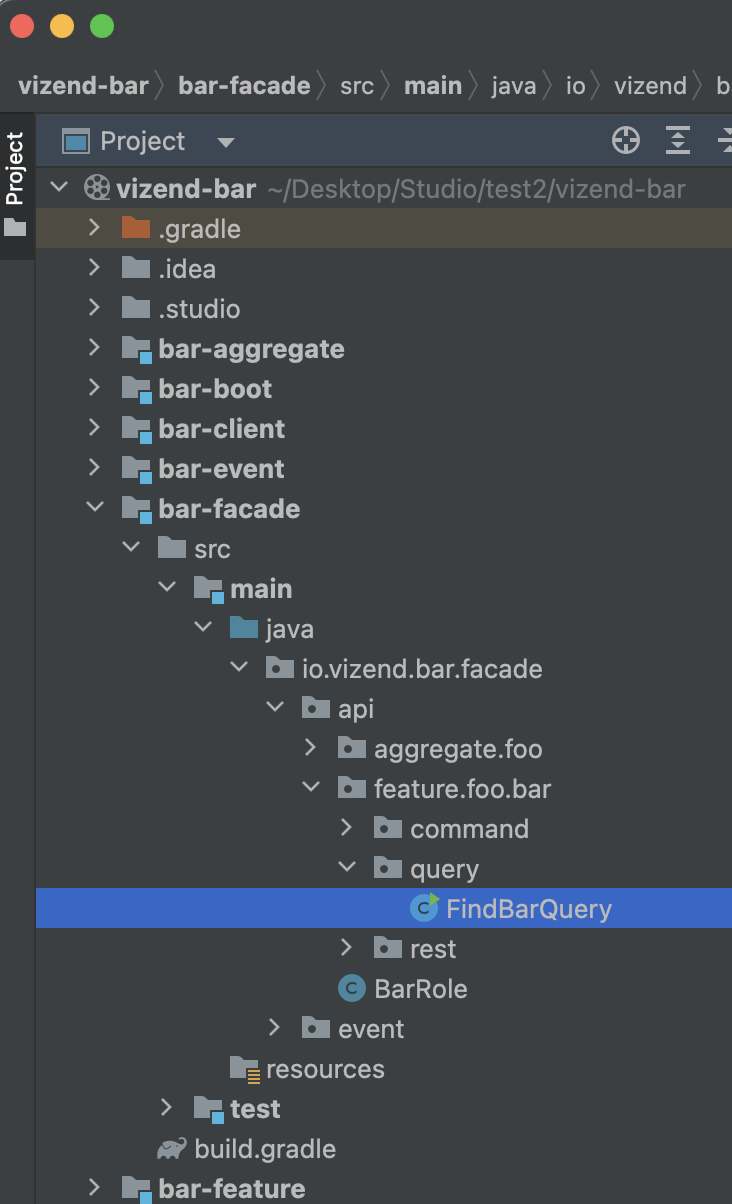 vizend-bar 〉 bar-facade 〉 src 〉 main 〉 java 〉 io 〉 vizend 〉 b
Project
Project
vizend-bar ~/Desktop/Studio/test2/vizend-bar
.gradle
.idea
.studio
bar-aggregate
bar-boot
bar-client
bar-event
bar-facade
src
main
java
io.vizend.bar.facade
api
aggregate.foo
feature.foo.bar
command
query
C FindBarQuery
rest
C BarRole
event
resources
test
build.gradle
bar-feature